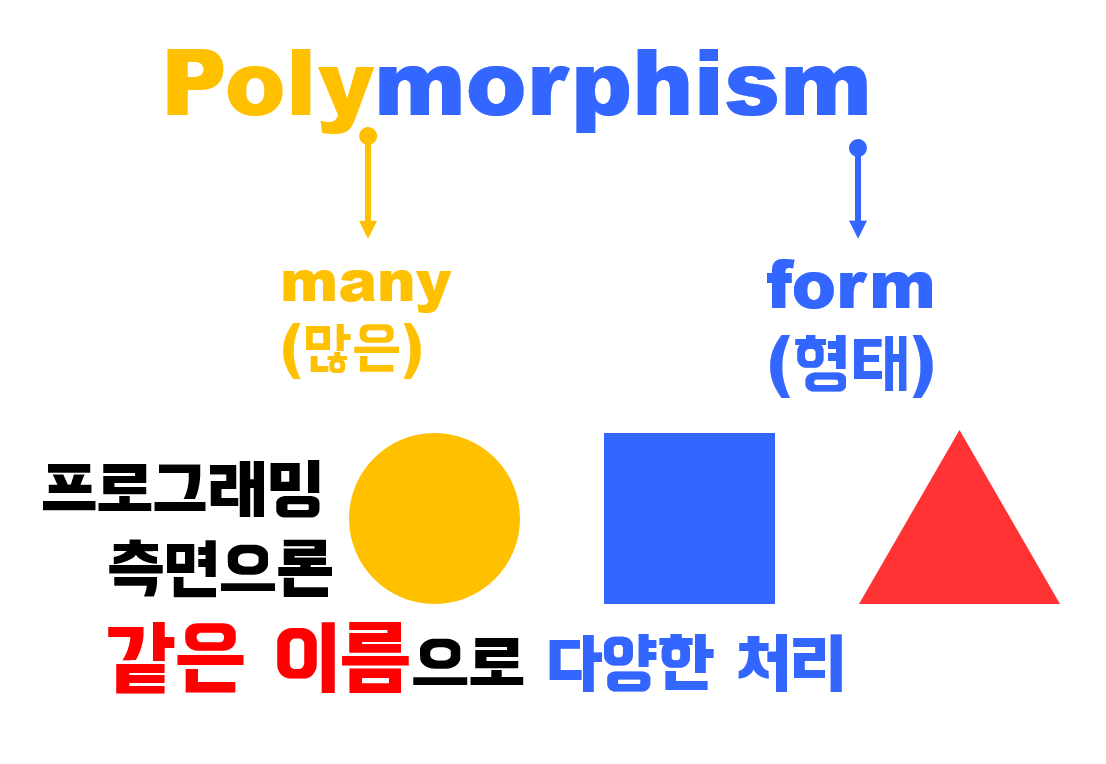 Polymorphism
many
(많은)
form
(형태)
프로그래밍
측면으론
같은 이름으로 다양한 처리